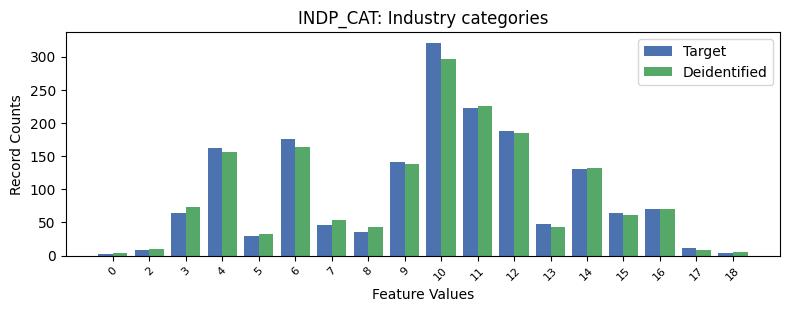 INDP_CAT: Industry categories
Target
Deidentified
Record Counts
300
250
200
150
100
50
0
0 2 3 4 5 6 7 8 9 10 11 12 13 14 15 16 17 18
Feature Values